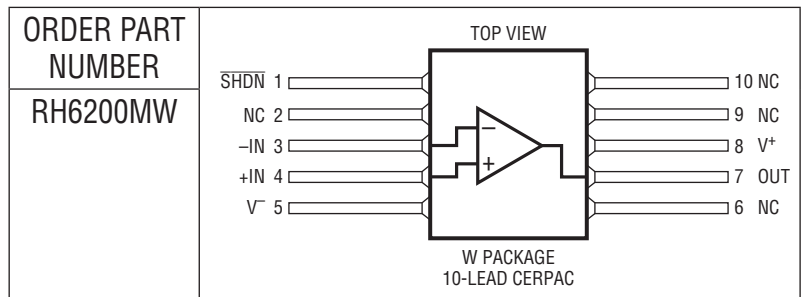 ORDER PART
NUMBER
RH6200MW
TOP VIEW
SHDN 1
NC 2
–IN 3
+IN 4
V– 5
–
+
10 NC
9 NC
8 V+
7 OUT
6 NC
W PACKAGE
10-LEAD CERPAC